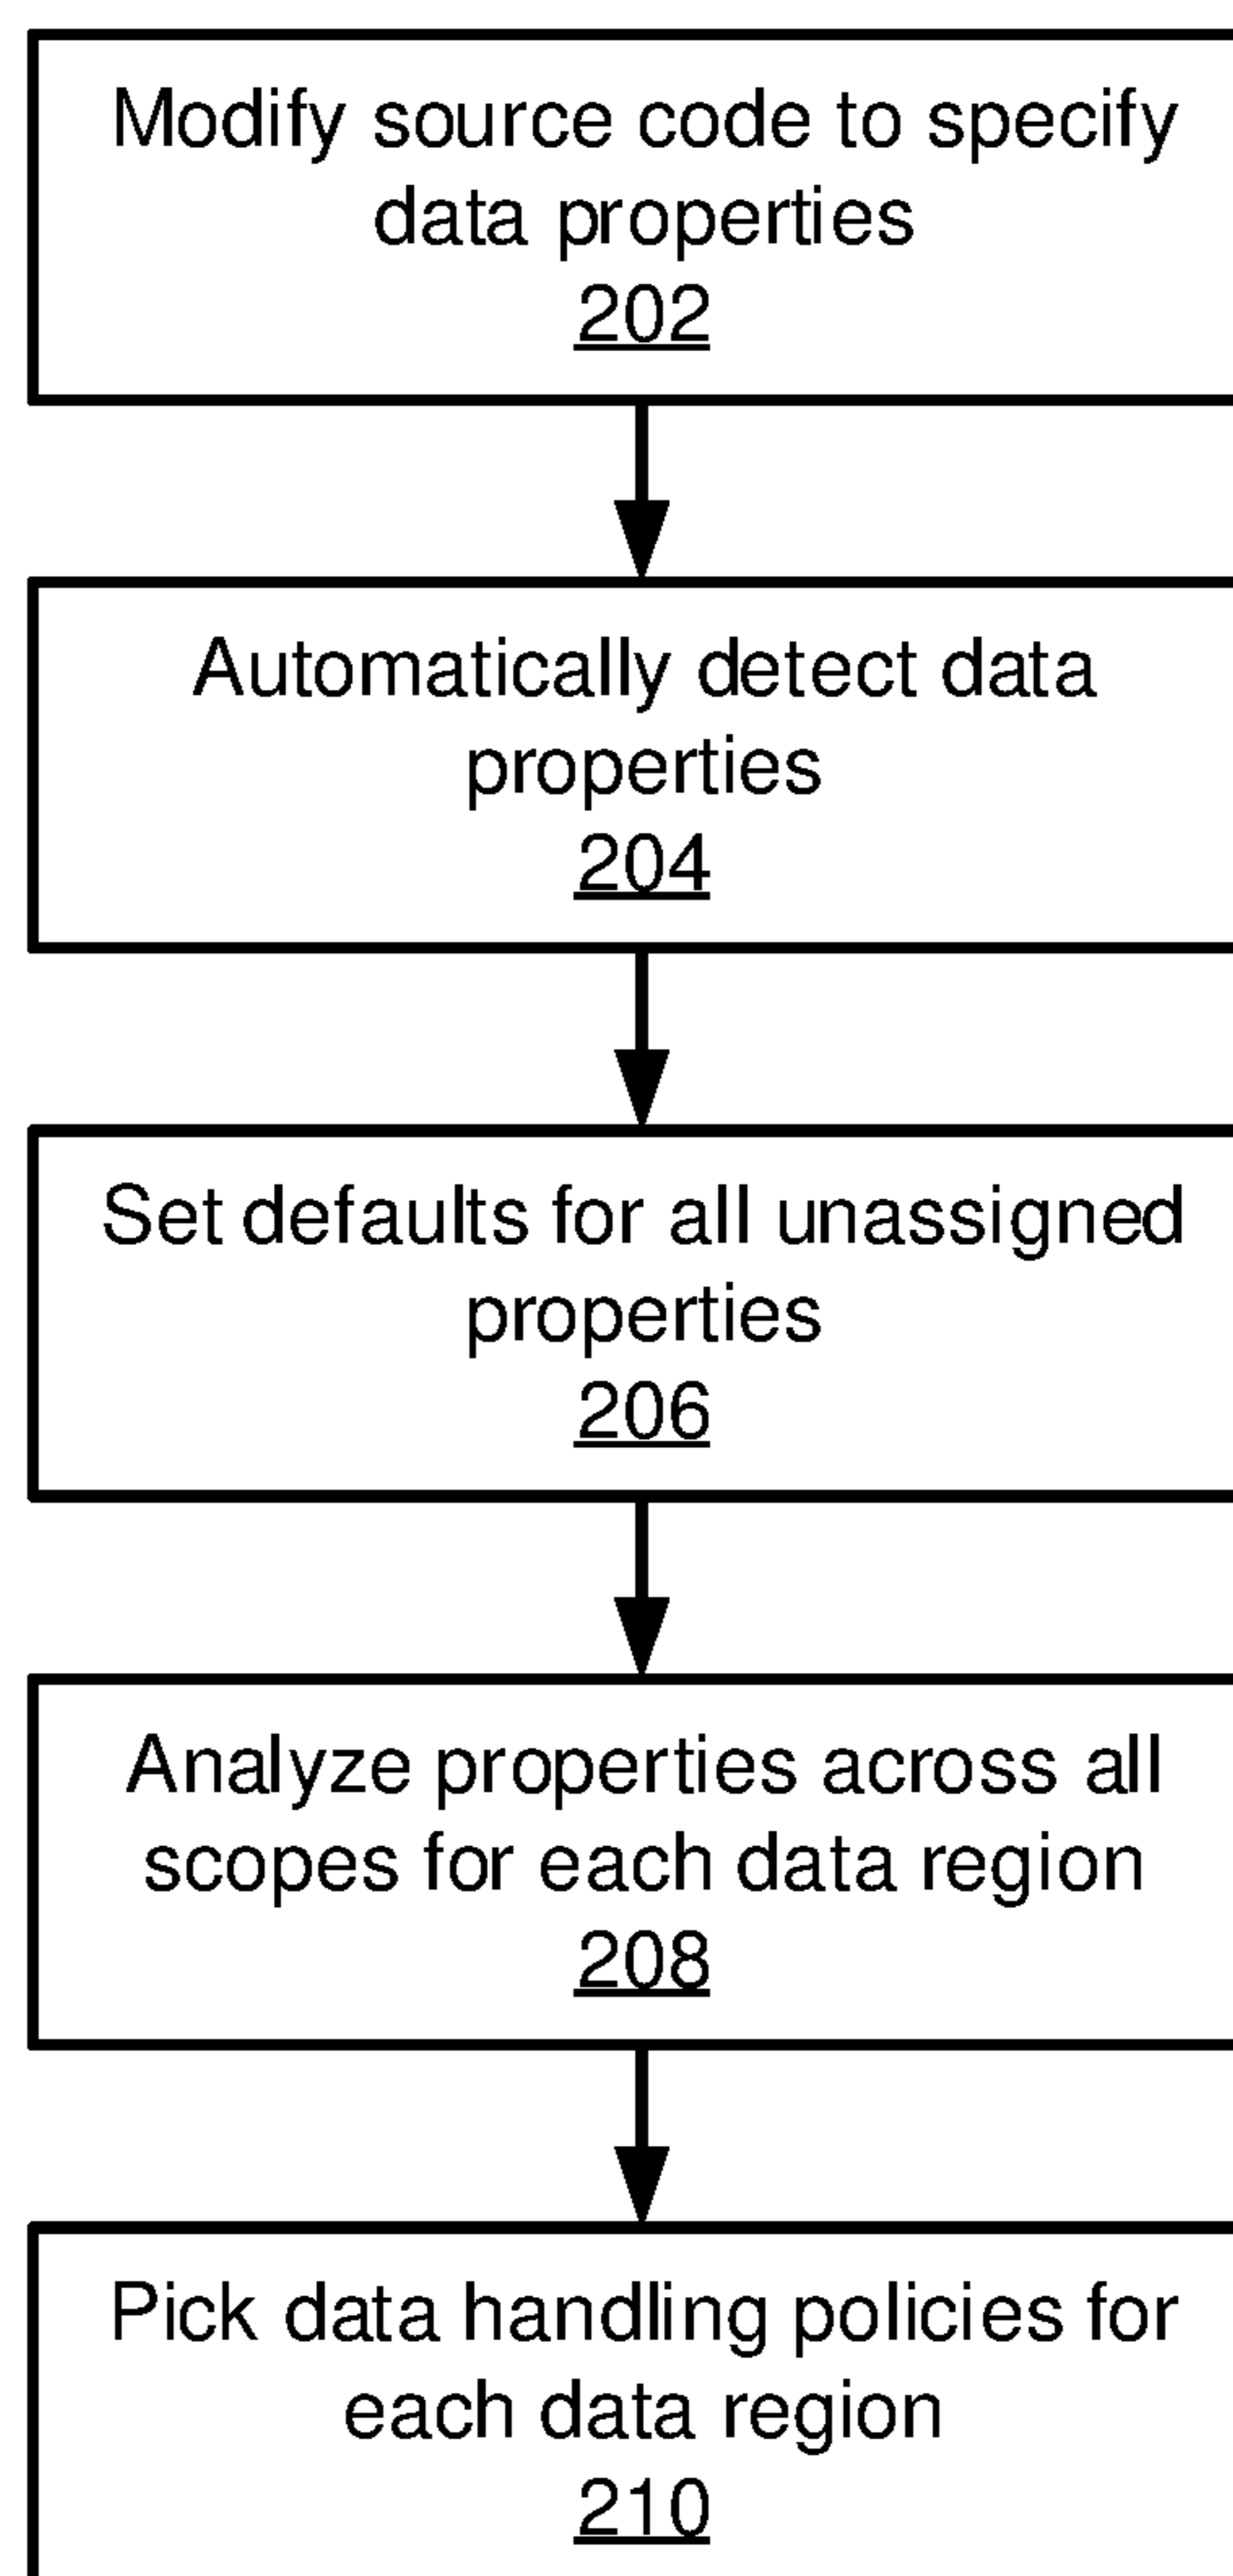 Modify source code to specify
data properties
202
Automatically detect data
properties
204
Set defaults for all unassigned
properties
206
Analyze properties across all
scopes for each data region
208
Pick data handling policies for
each data region
210